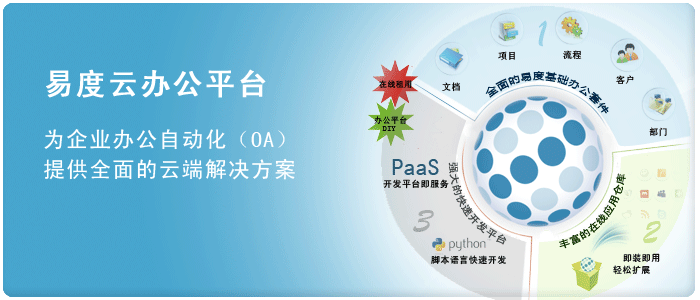 易度云办公平台
为企业办公自动化（OA）
提供全面的云端解决方案
在线租用
办公平台
DIY
1
文档
项目
流程
客户
部门
全面的易度基础办公套件
PaaS
开发平台即服务
强大的快速开发平台
3
python
脚本语言快速开发
丰富的在线应用仓库
2
即装即用
轻松扩展